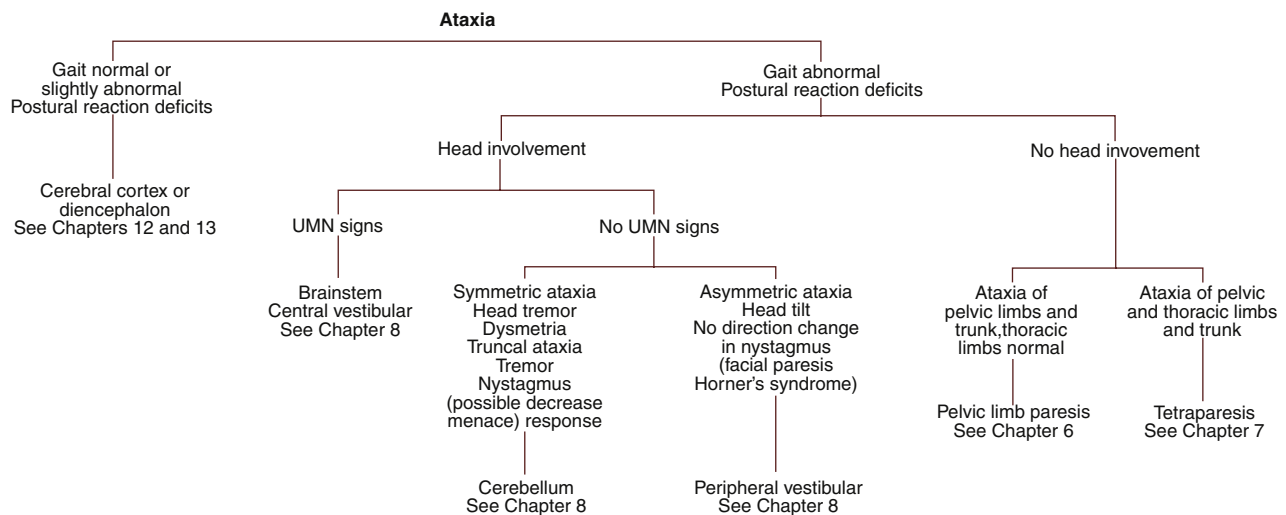 Ataxia
Gait normal or
slightly abnormal
Postural reaction deficits
Cerebral cortex or
diencephalon
See Chapters 12 and 13
Gait abnormal
Postural reaction deficits
Head involvement
UMN signs
Brainstem
Central vestibular
See Chapter 8
No UMN signs
Symmetric ataxia
Head tremor
Dysmetria
Truncal ataxia
Tremor
Nystagmus
(possible decrease
menace) response
Cerebellum
See Chapter 8
Asymmetric ataxia
Head tilt
No direction change
in nystagmus
(facial paresis
Horner's syndrome)
Peripheral vestibular
See Chapter 8
No head invovement
Ataxia of
pelvic limbs and
trunk,thoracic
limbs normal
Pelvic limb paresis
See Chapter 6
Ataxia of pelvic
and thoracic limbs
and trunk
Tetraparesis
See Chapter 7